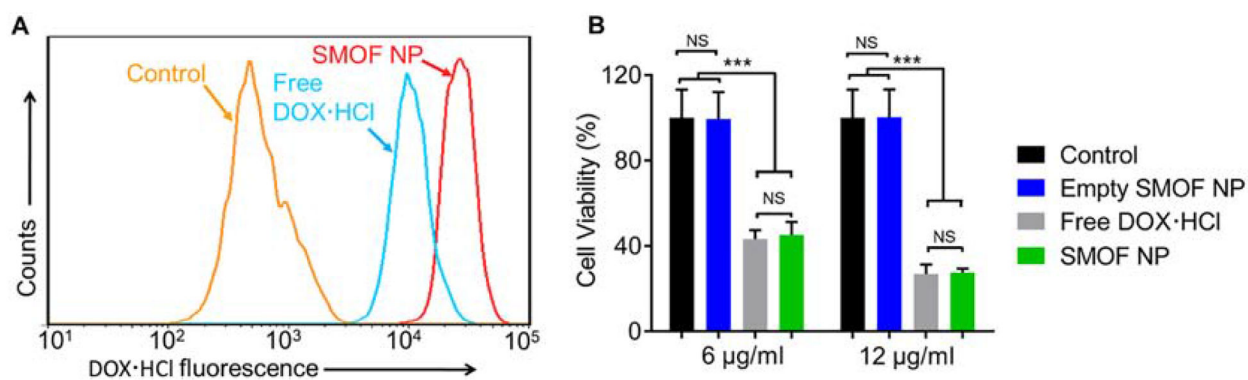 A
Control
SMOF NP
Free
DOX·HCl
Counts
10¹ 10² 10³ 10⁴ 10⁵
DOX·HCl fluorescence
B
NS
***
NS
***
120
80
40
0
Cell Viability (%)
NS
NS
6 µg/ml
12 µg/ml
Control
Empty SMOF NP
Free DOX·HCl
SMOF NP